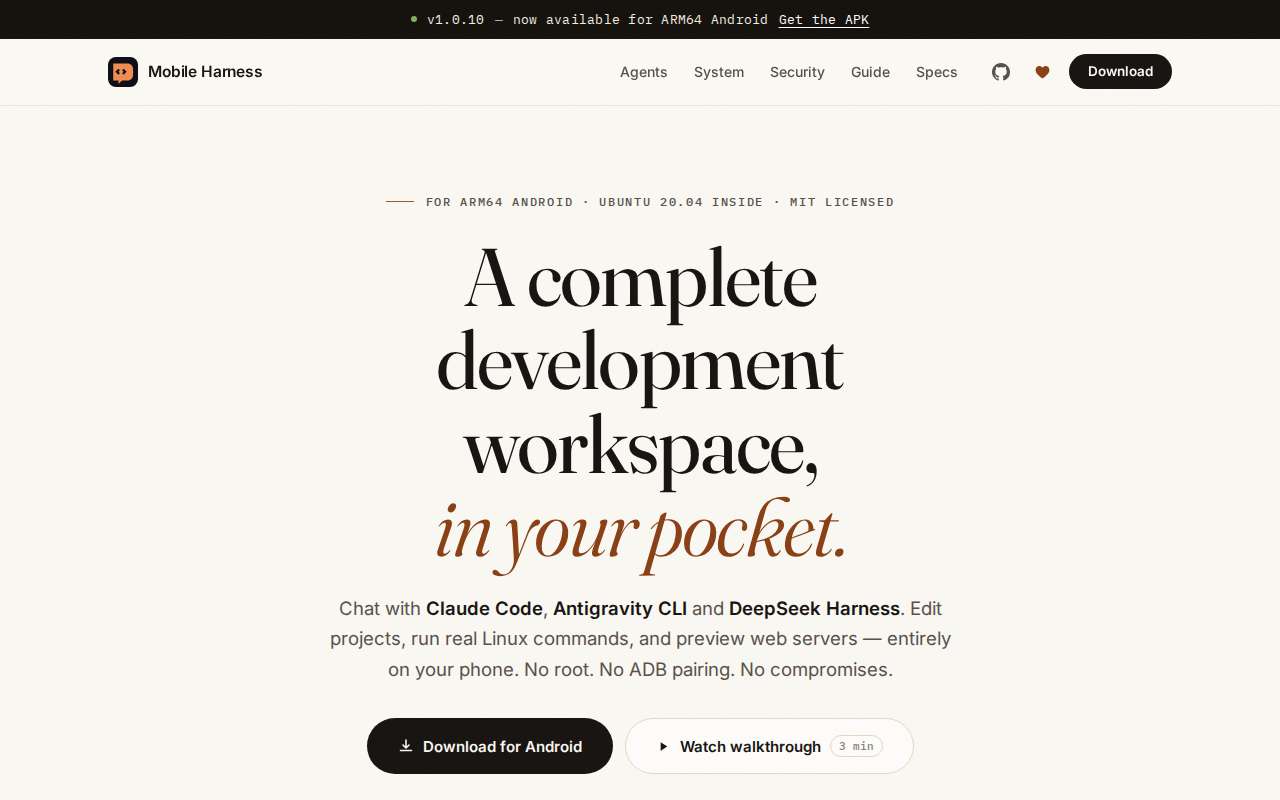 v1.0.10 — now available for ARM64 Android Get the APK
Mobile Harness
Agents System Security Guide Specs Download
FOR ARM64 ANDROID · UBUNTU 20.04 INSIDE · MIT LICENSED
A complete
development
workspace,
in your pocket.
Chat with Claude Code, Antigravity CLI and DeepSeek Harness. Edit
projects, run real Linux commands, and preview web servers — entirely
on your phone. No root. No ADB pairing. No compromises.
Download for Android
Watch walkthrough 3 min